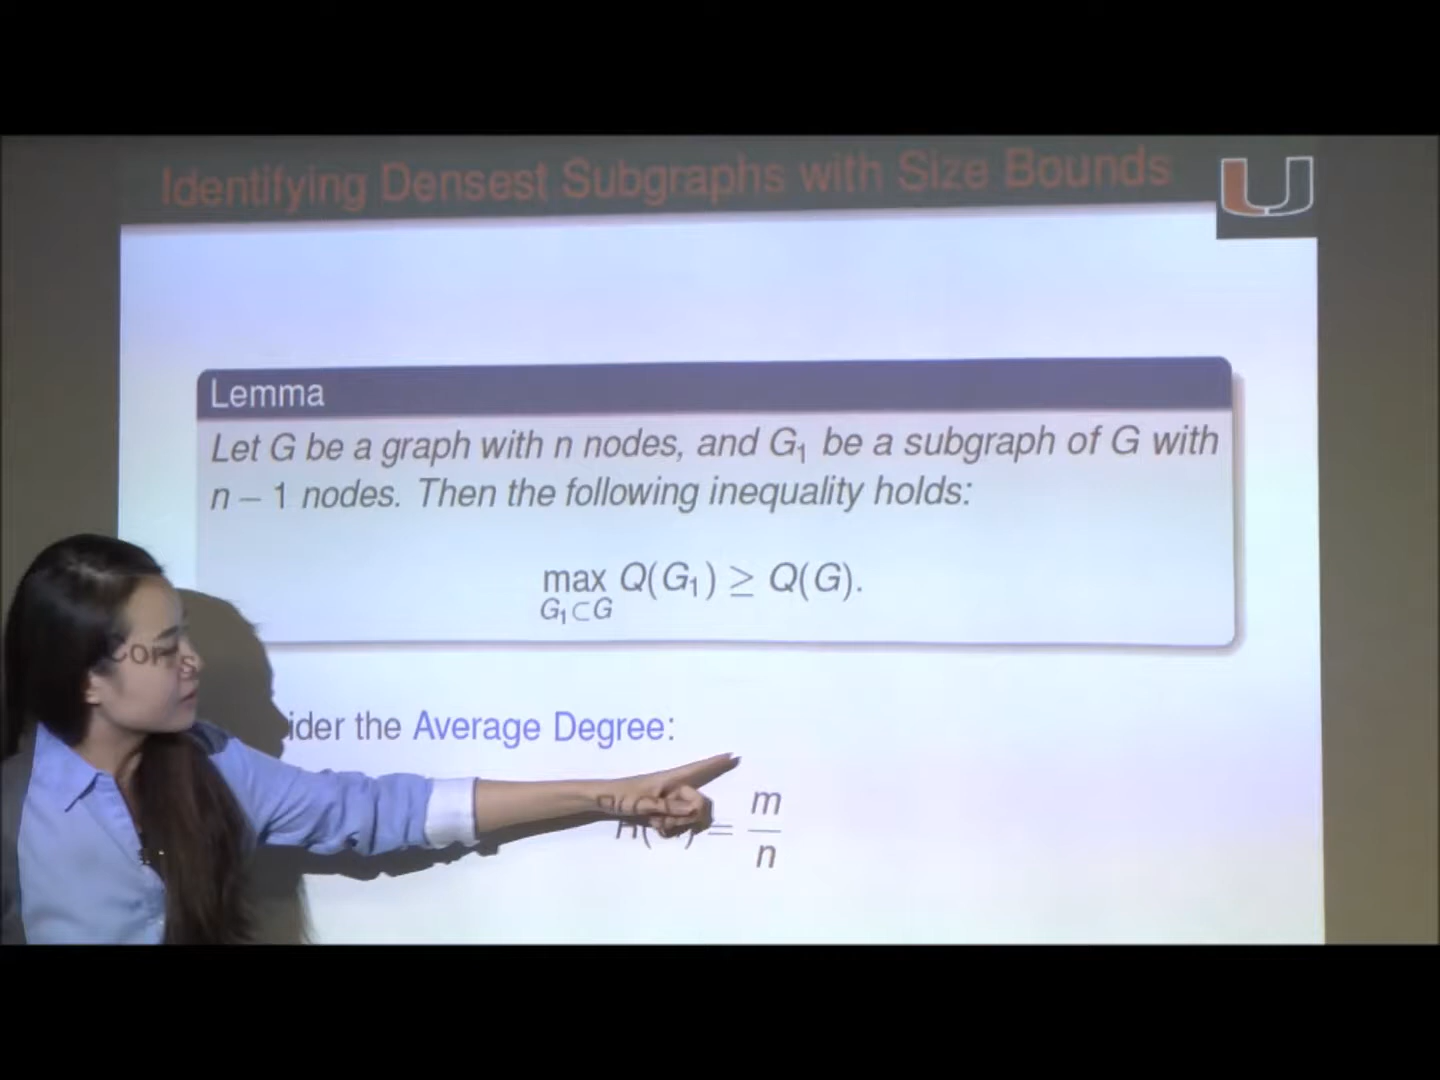 Identifying Densest Subgraphs with Size Bounds
Lemma
Let G be a graph with n nodes, and G₁ be a subgraph of G with
n − 1 nodes. Then the following inequality holds:
max Q(G₁) ≥ Q(G).
G₁⊂G
ider the Average Degree:
= m
n